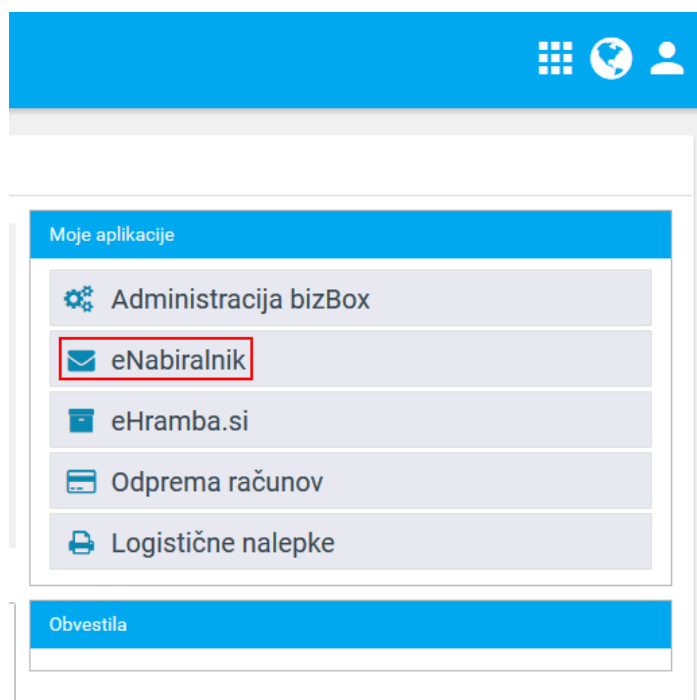 Moje aplikacije
Administracija bizBox
eNabiralnik
eHramba.si
Odprema računov
Logistične nalepke
Obvestila